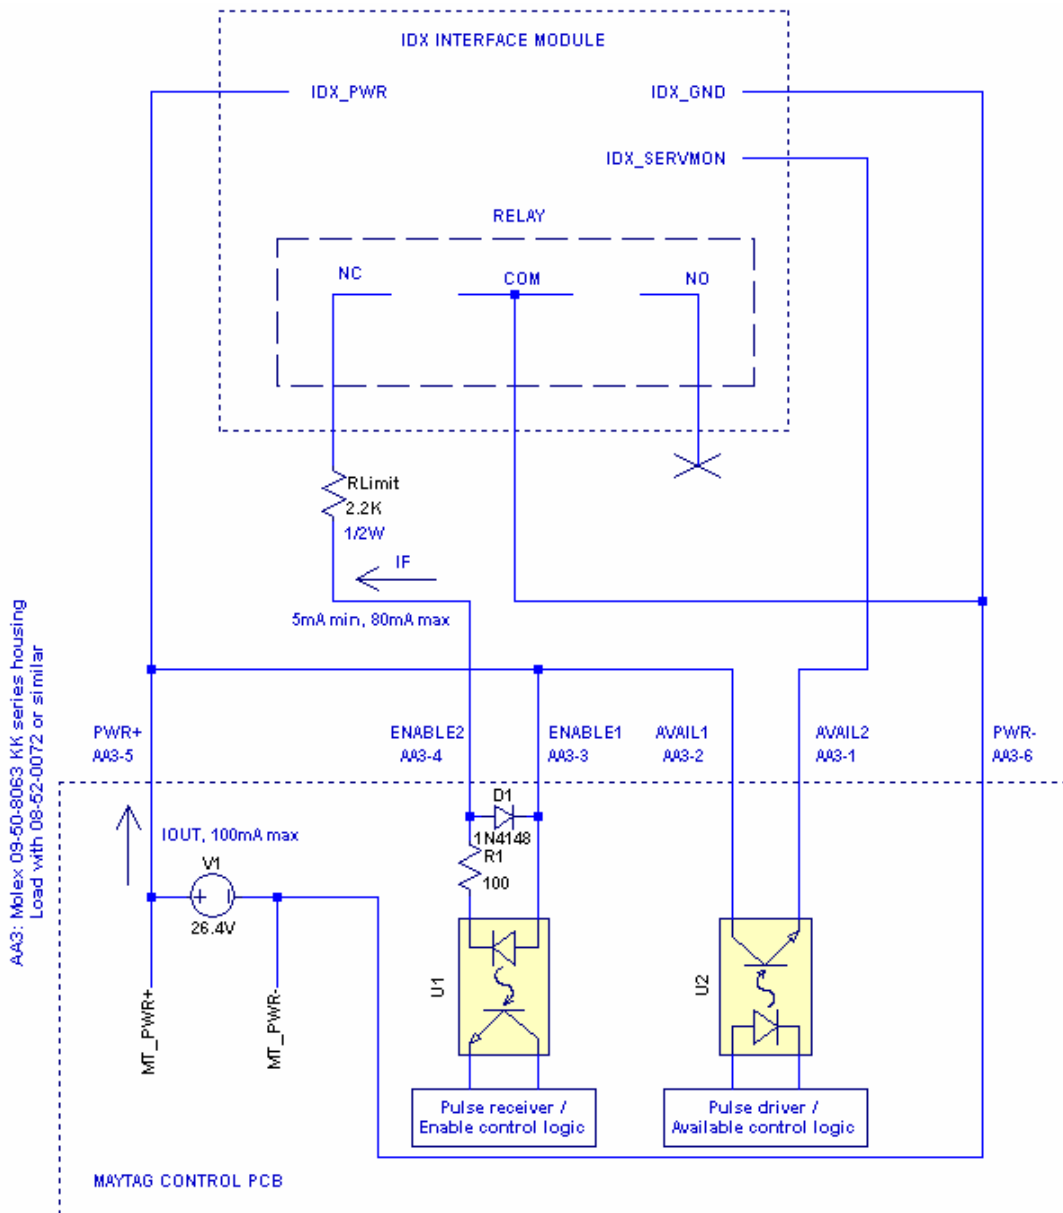 IDX INTERFACE MODULE
IDX_PWR
IDX_GND
IDX_SERVMON
RELAY
NC
COM
NO
RLimit
2.2K
1/2W
IF
5mA min, 80mA max
AA3: Molex 09-50-8063 KK series housing
Load with 08-52-0072 or similar
PWR+
AA3-5
ENABLE2
AA3-4
ENABLE1
AA3-3
AVAIL1
AA3-2
AVAIL2
AA3-1
PWR-
AA3-6
D1
1N4148
IOUT, 100mA max
R1
100
V1
+
26.4V
U1
U2
MT_PWR+
MT_PWR-
Pulse receiver /
Enable control logic
Pulse driver /
Available control logic
MAYTAG CONTROL PCB